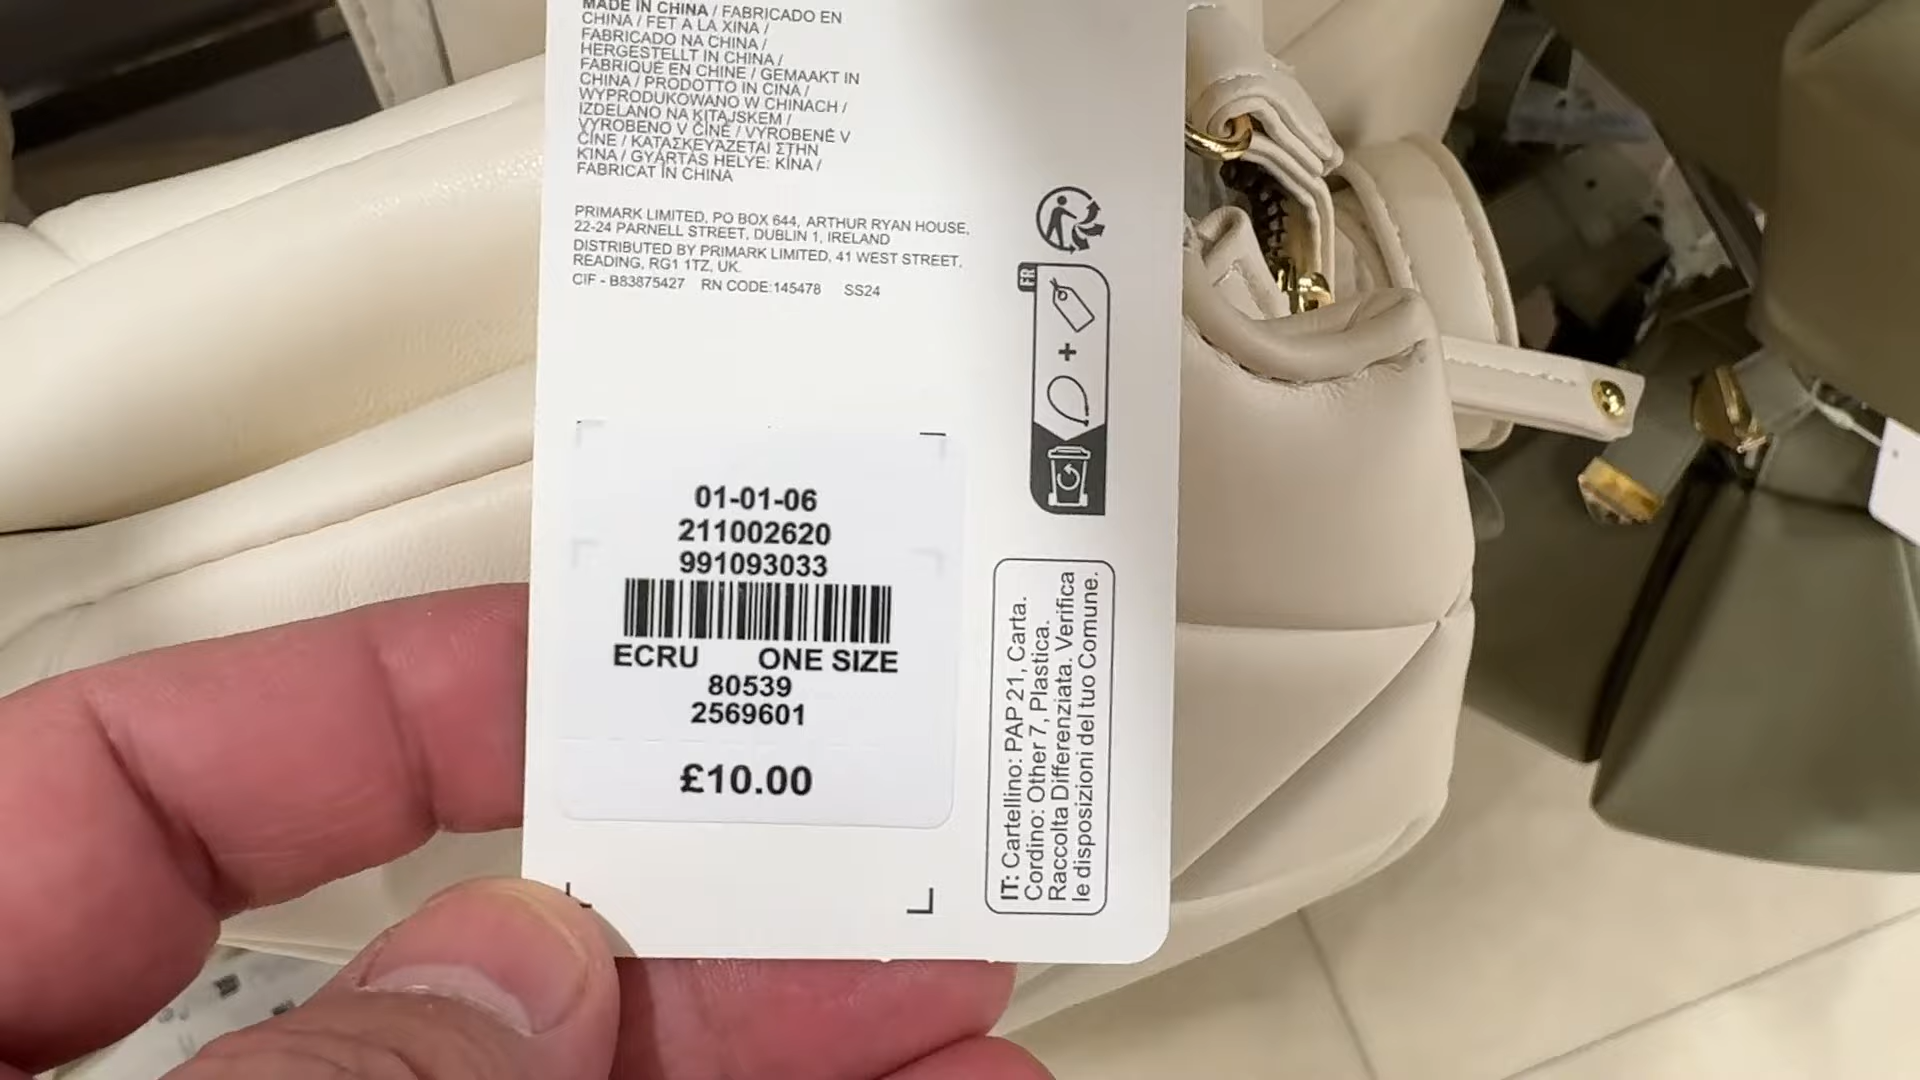 MADE IN CHINA / FABRICADO EN
CHINA / FET A LA XINA /
FABRICADO NA CHINA /
HERGESTELLT IN CHINA /
FABRIQUÉ EN CHINE / GEMAAKT IN
CHINA / PRODOTTO IN CINA /
WYPRODUKOWANO W CHINACH /
IZDELANO NA KITAJSKEM /
VYROBENO V ČÍNĚ / VYROBENÉ V
ČÍNE / ΚΑΤΑΣΚΕΥΑΖΕΤΑΙ ΣΤΗΝ
ΚΙΝΑ / GYÁRTÁS HELYE: KÍNA /
FABRICAT ÎN CHINA
PRIMARK LIMITED, PO BOX 644, ARTHUR RYAN HOUSE,
22-24 PARNELL STREET, DUBLIN 1, IRELAND
DISTRIBUTED BY PRIMARK LIMITED, 41 WEST STREET,
READING, RG1 1TZ, UK.
CIF - B83875427 RN CODE:145478 SS24
FR
+
01-01-06
211002620
991093033
ECRU ONE SIZE
80539
2569601
£10.00
IT: Cartellino: PAP 21, Carta.
Cordino: Other 7, Plastica.
Raccolta Differenziata. Verifica
le disposizioni del tuo Comune.